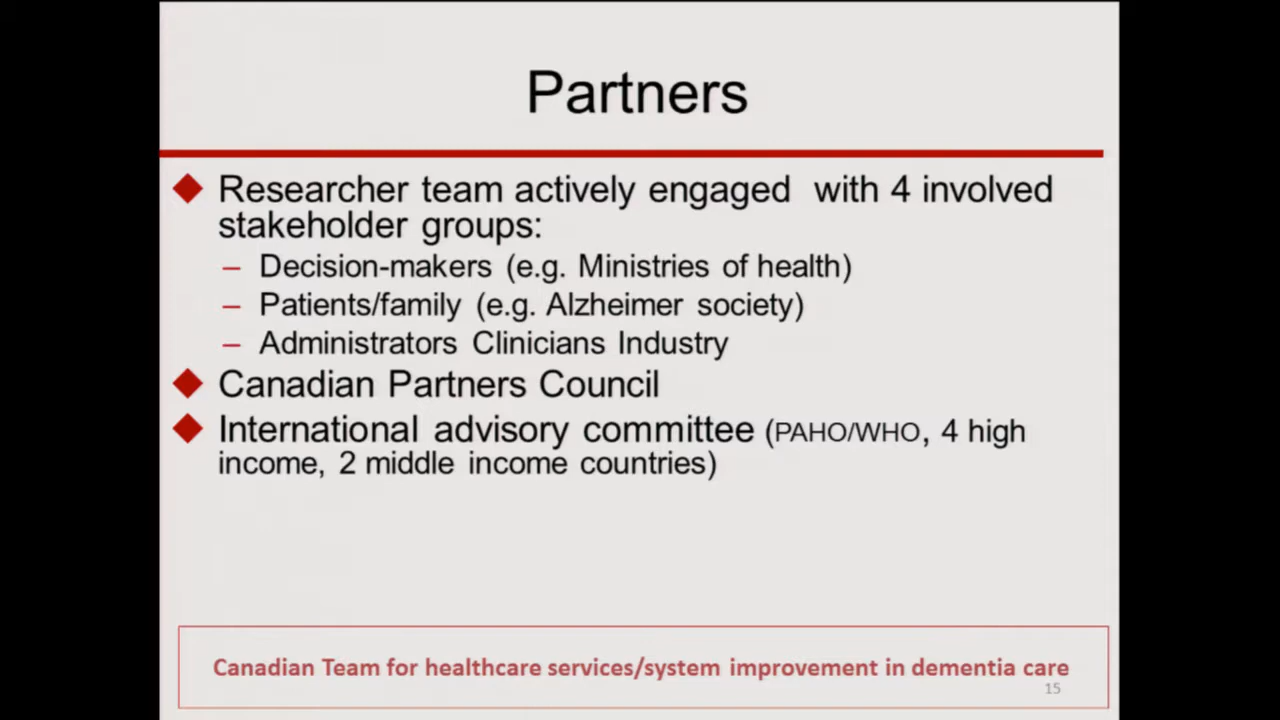 Partners
Researcher team actively engaged with 4 involved
stakeholder groups:
– Decision-makers (e.g. Ministries of health)
– Patients/family (e.g. Alzheimer society)
– Administrators Clinicians Industry
Canadian Partners Council
International advisory committee (PAHO/WHO, 4 high
income, 2 middle income countries)
Canadian Team for healthcare services/system improvement in dementia care
15